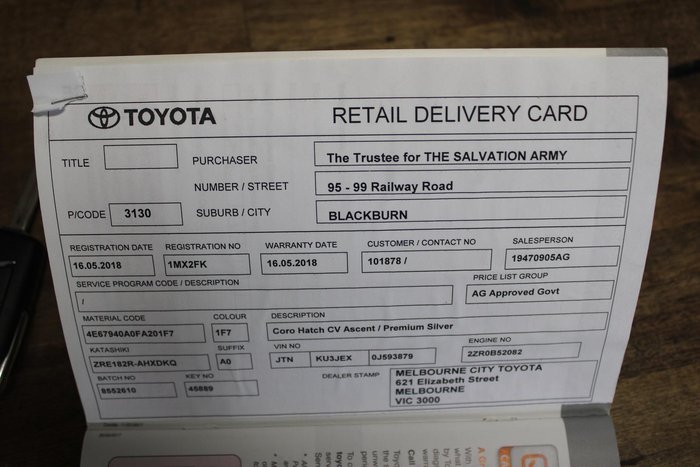 TOYOTA RETAIL DELIVERY CARD
TITLE PURCHASER The Trustee for THE SALVATION ARMY
NUMBER / STREET 95 - 99 Railway Road
P/CODE 3130 SUBURB / CITY BLACKBURN
REGISTRATION DATE REGISTRATION NO WARRANTY DATE CUSTOMER / CONTACT NO SALESPERSON
16.05.2018 1MX2FK 16.05.2018 101878 / 19470905AG
SERVICE PROGRAM CODE / DESCRIPTION PRICE LIST GROUP
/ AG Approved Govt
MATERIAL CODE COLOUR DESCRIPTION
4E67940A0FA201F7 1F7 Coro Hatch CV Ascent / Premium Silver
KATASHIKI SUFFIX VIN NO ENGINE NO
ZRE182R-AHXDKQ A0 JTN KU3JEX 0J593879 2ZR0B52082
BATCH NO KEY NO DEALER STAMP MELBOURNE CITY TOYOTA
8552610 45889 621 Elizabeth Street
MELBOURNE
VIC 3000